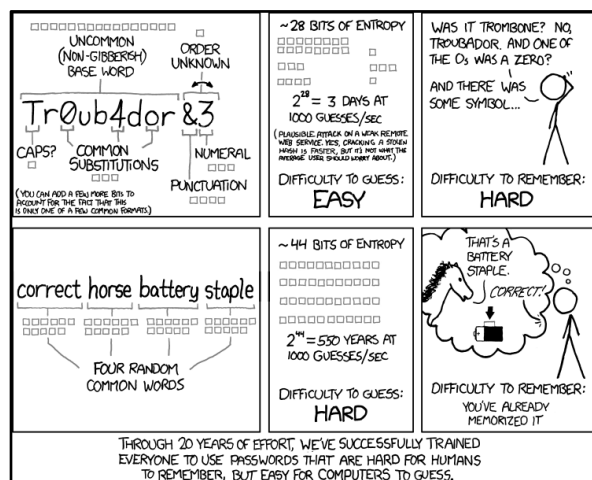 UNCOMMON
(NON-GIBBERISH)
BASE WORD
ORDER
UNKNOWN
Tr0ub4dor &3
CAPS?
COMMON
SUBSTITUTIONS
NUMERAL
PUNCTUATION
(YOU CAN ADD A FEW MORE BITS TO
ACCOUNT FOR THE FACT THAT THIS
IS ONLY ONE OF A FEW COMMON FORMATS.)
~28 BITS OF ENTROPY
2²⁸ = 3 DAYS AT
1000 GUESSES/SEC
(PLAUSIBLE ATTACK ON A WEAK REMOTE
WEB SERVICE. YES, CRACKING A STOLEN
HASH IS FASTER, BUT IT'S NOT WHAT THE
AVERAGE USER SHOULD WORRY ABOUT.)
DIFFICULTY TO GUESS:
EASY
WAS IT TROMBONE? NO,
TROUBADOR. AND ONE OF
THE Os WAS A ZERO?
AND THERE WAS
SOME SYMBOL...
DIFFICULTY TO REMEMBER:
HARD
correct horse battery staple
FOUR RANDOM
COMMON WORDS
~44 BITS OF ENTROPY
2⁴⁴ = 550 YEARS AT
1000 GUESSES/SEC
DIFFICULTY TO GUESS:
HARD
THAT'S A
BATTERY
STAPLE.
CORRECT!
DIFFICULTY TO REMEMBER:
YOU'VE ALREADY
MEMORIZED IT
THROUGH 20 YEARS OF EFFORT, WE'VE SUCCESSFULLY TRAINED
EVERYONE TO USE PASSWORDS THAT ARE HARD FOR HUMANS
TO REMEMBER, BUT EASY FOR COMPUTERS TO GUESS.